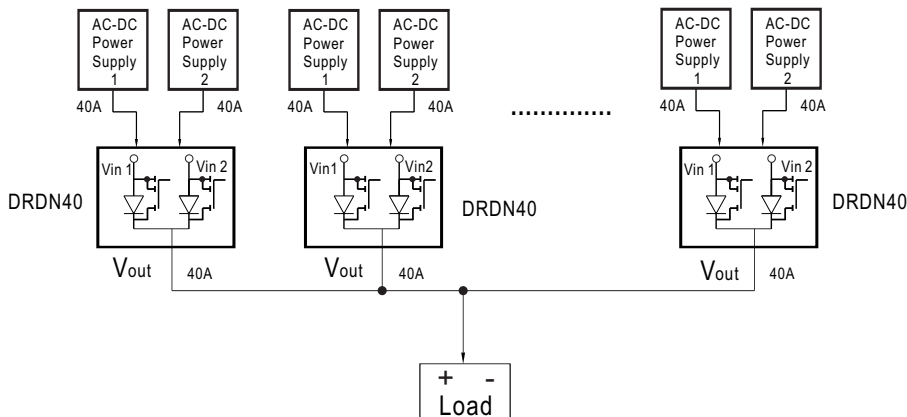 AC-DC
Power
Supply
1
AC-DC
Power
Supply
2
AC-DC
Power
Supply
1
AC-DC
Power
Supply
2
AC-DC
Power
Supply
1
AC-DC
Power
Supply
2
40A
40A
40A
40A
40A
40A
Vin 1
Vin 2
Vin1
Vin2
Vin 1
Vin 2
DRDN40
DRDN40
DRDN40
Vout
40A
Vout
40A
Vout
40A
+ -
Load